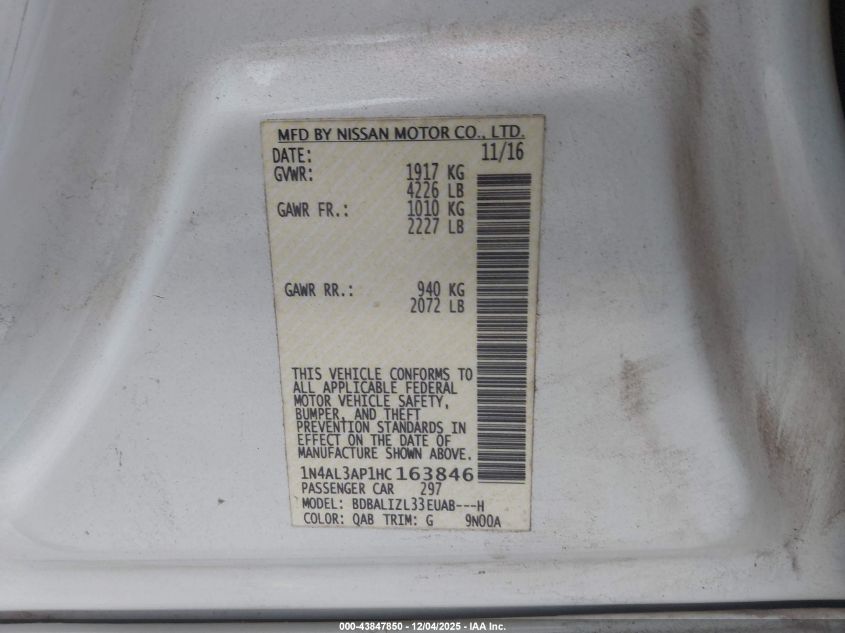 MFD BY NISSAN MOTOR CO., LTD.
DATE: 11/16
GVWR: 1917 KG
4226 LB
GAWR FR.: 1010 KG
2227 LB
GAWR RR.: 940 KG
2072 LB
THIS VEHICLE CONFORMS TO
ALL APPLICABLE FEDERAL
MOTOR VEHICLE SAFETY,
BUMPER, AND THEFT
PREVENTION STANDARDS IN
EFFECT ON THE DATE OF
MANUFACTURE SHOWN ABOVE.
1N4AL3AP1HC163846
PASSENGER CAR 297
MODEL: BDBALIZL33EUAB---H
COLOR: QAB TRIM: G 9N00A
000-43847850 - 12/04/2025 - IAA Inc.